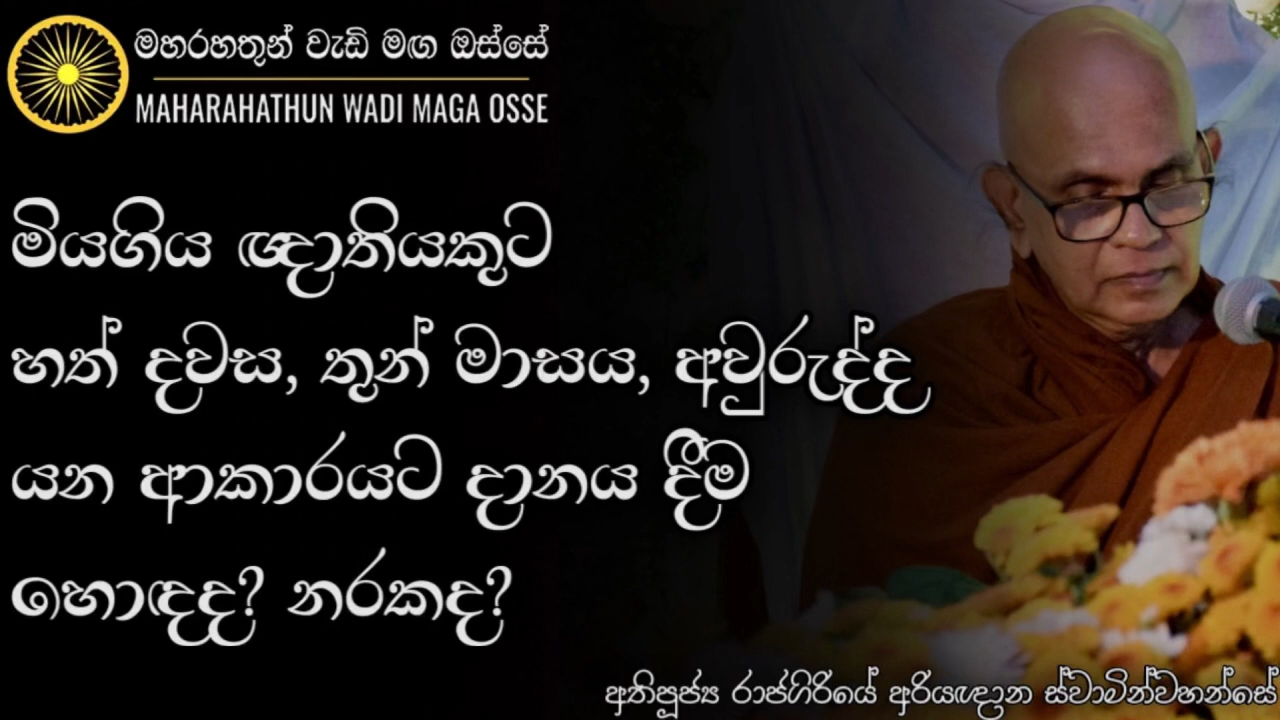 මහරහතුන් වැඩි මඟ ඔස්සේ
MAHARAHATHUN WADI MAGA OSSE
මියගිය ඥාතියකුට
හත් දවස, තුන් මාසය, අවුරුද්ද
යන ආකාරයට දානය දීම
හොඳද? නරකද?
අතිපූජ්‍ය රාජගිරියේ අරියඥාන ස්වාමින්වහන්සේ